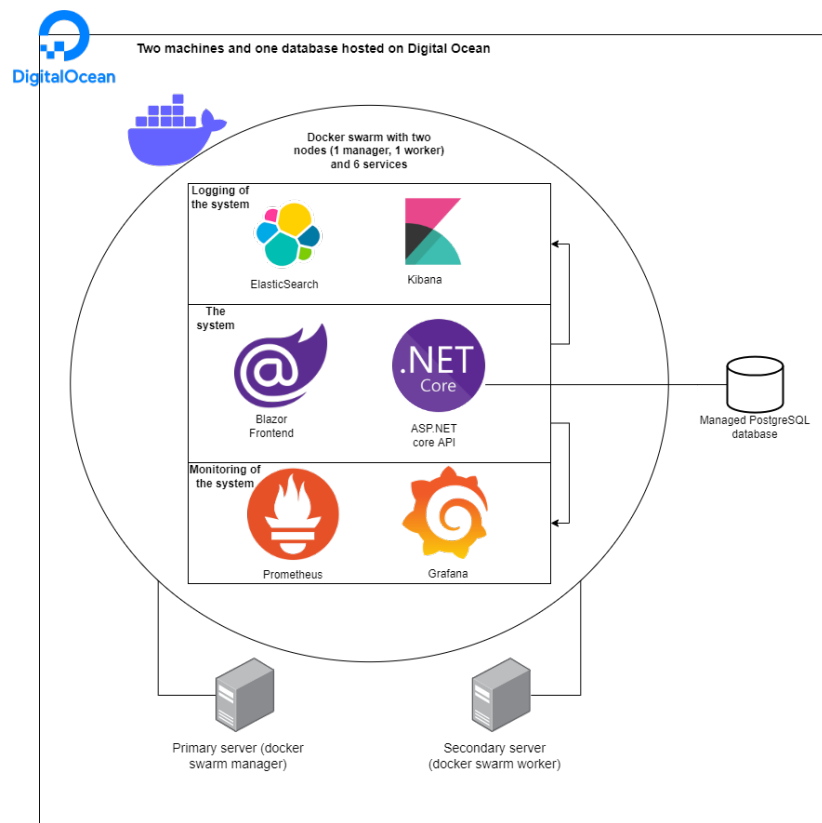 DigitalOcean
Two machines and one database hosted on Digital Ocean
Docker swarm with two
nodes (1 manager, 1 worker)
and 6 services
Logging of
the system
ElasticSearch
Kibana
The
system
@
.NET
Core
Blazor
Frontend
ASP.NET
core API
Managed PostgreSQL
database
Monitoring of
the system
Prometheus
Grafana
Primary server (docker
swarm manager)
Secondary server
(docker swarm worker)